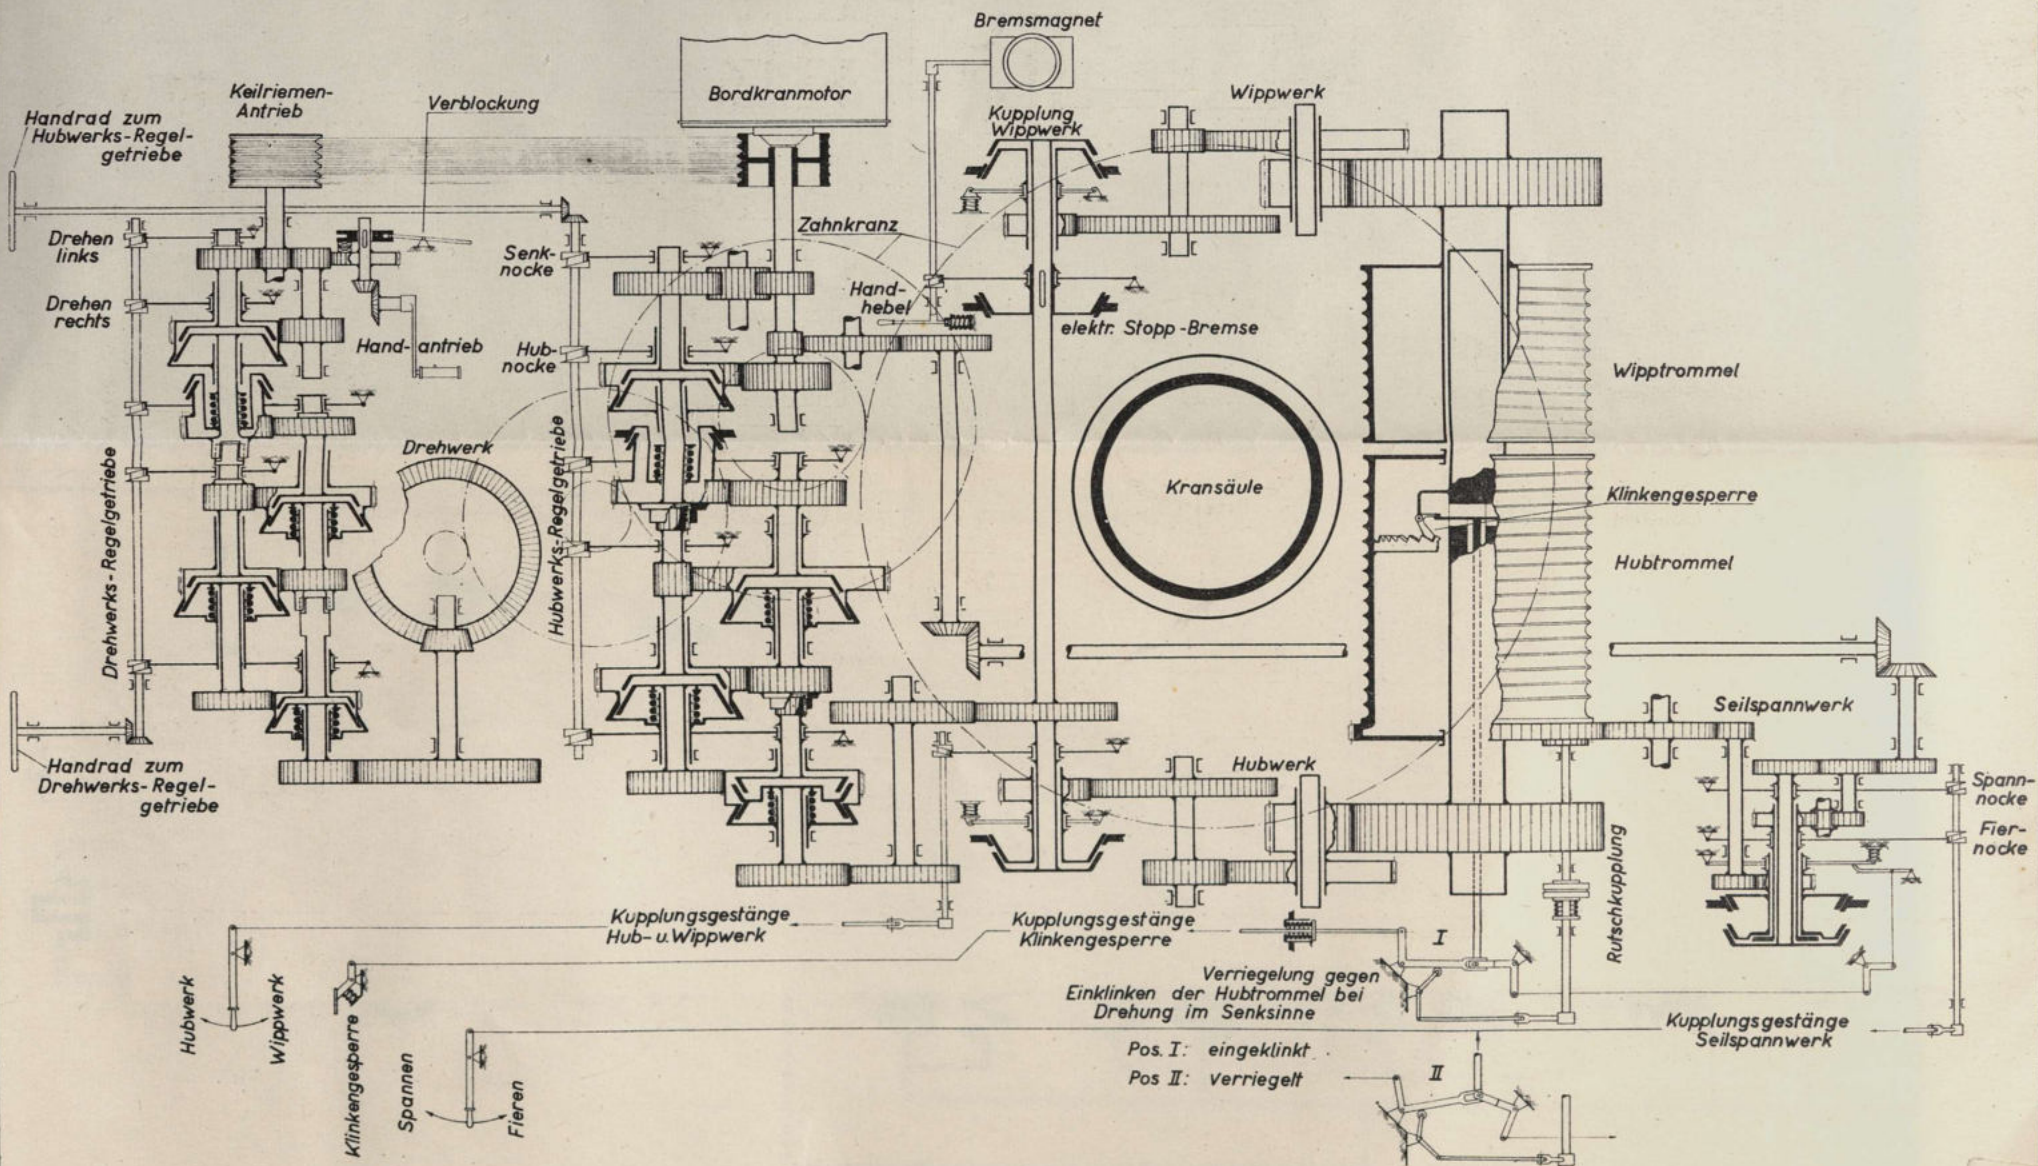 Bremsmagnet
Keilriemen-
Antrieb
Verblockung
Bordkranmotor
Wippwerk
Handrad zum
Hubwerks-Regel-
getriebe
Kupplung
Wippwerk
Zahnkranz
Drehen
links
Senk-
nocke
Hand-
hebel
Drehen
rechts
Hand-antrieb
Hub-
nocke
elektr. Stopp-Bremse
Wipptrommel
Drehwerk
Kransäule
Klinkengesperre
Hubtrommel
Drehwerks-Regelgetriebe
Hubwerks-Regelgetriebe
Seilspannwerk
Handrad zum
Drehwerks-Regel-
getriebe
Hubwerk
Spann-
nocke
Fier-
nocke
Rutschkupplung
Kupplungsgestänge
Hub- u. Wippwerk
Kupplungsgestänge
Klinkengesperre
I
Verriegelung gegen
Einklinken der Hubtrommel bei
Drehung im Senksinne
Hubwerk
Wippwerk
Klinkengesperre
Spannen
Fieren
Kupplungsgestänge
Seilspannwerk
Pos. I: eingeklinkt
Pos II: verriegelt
II